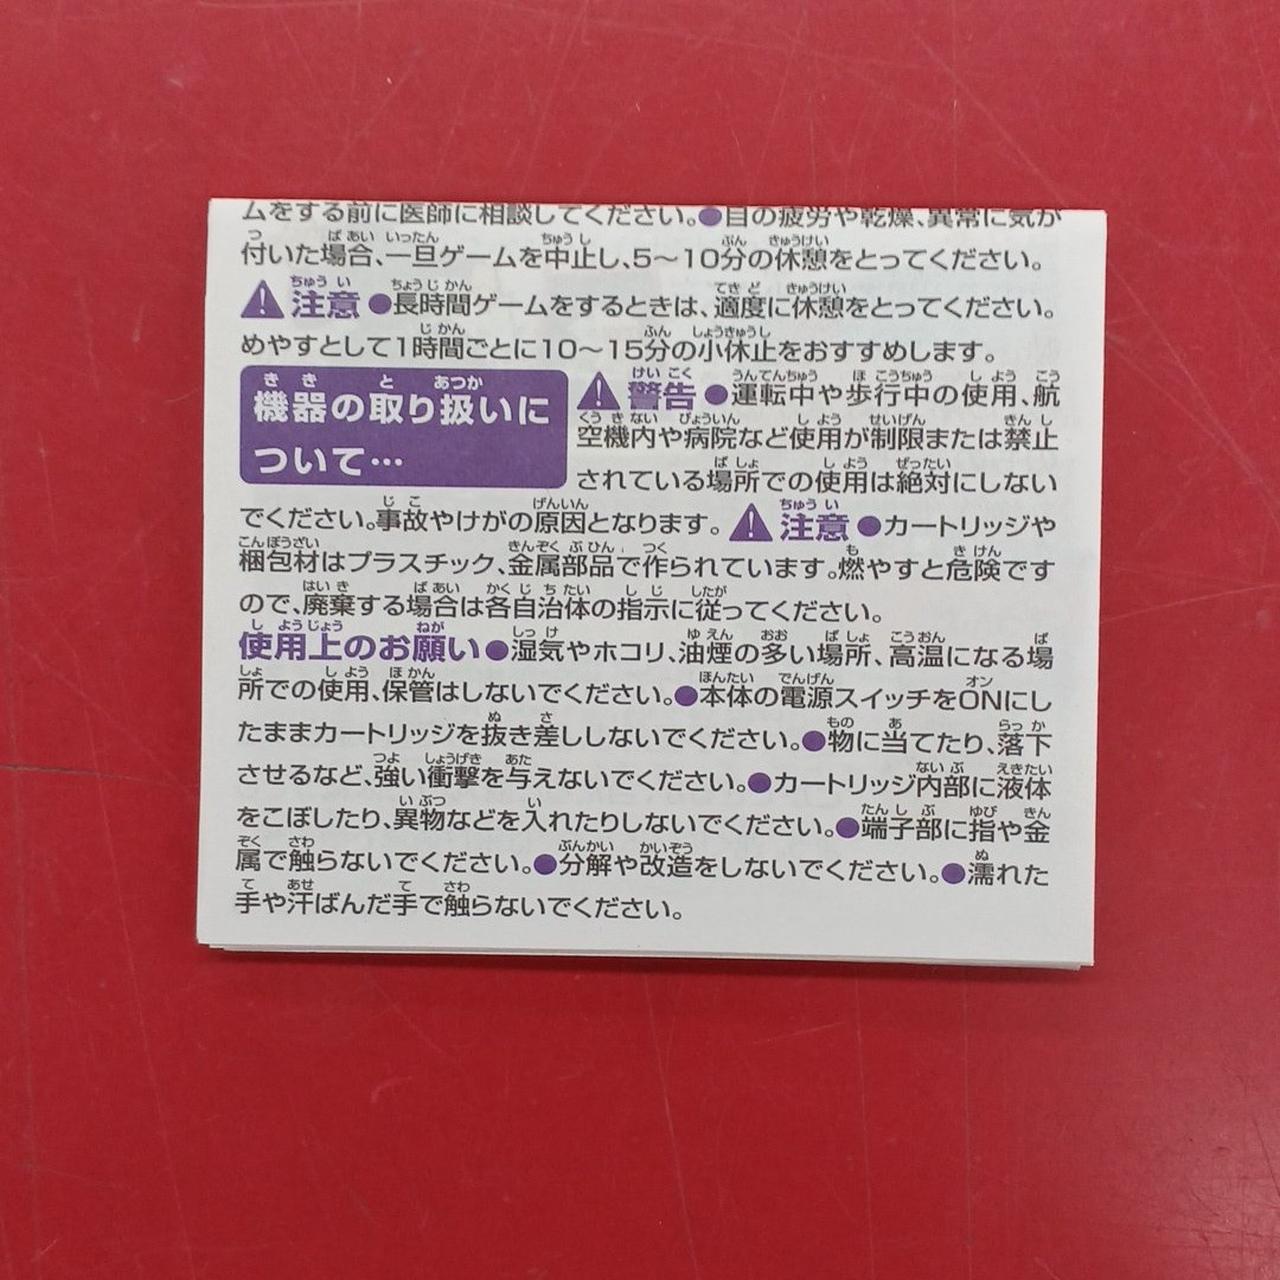 ムをする前に医師に相談してください。●目の疲労や乾燥、異常に気が
付いた場合、一旦ゲームを中止し、5〜10分の休憩をとってください。
注意 ●長時間ゲームをするときは、適度に休憩をとってください。
めやすとして1時間ごとに10〜15分の小休止をおすすめします。
機器の取り扱いに
ついて…
警告 ●運転中や歩行中の使用、航
空機内や病院など使用が制限または禁止
されている場所での使用は絶対にしない
でください。事故やけがの原因となります。 注意 ●カートリッジや
梱包材はプラスチック、金属部品で作られています。燃やすと危険です
ので、廃棄する場合は各自治体の指示に従ってください。
使用上のお願い●湿気やホコリ、油煙の多い場所、高温になる場
所での使用、保管はしないでください。●本体の電源スイッチをONにし
たままカートリッジを抜き差ししないでください。●物に当てたり、落下
させるなど、強い衝撃を与えないでください。●カートリッジ内部に液体
をこぼしたり、異物などを入れたりしないでください。●端子部に指や金
属で触らないでください。●分解や改造をしないでください。●濡れた
手や汗ばんだ手で触らないでください。